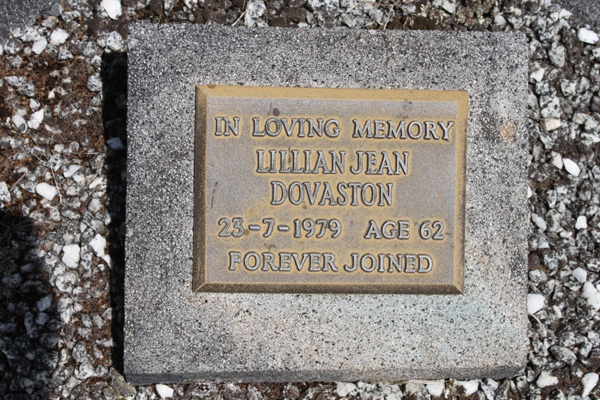 IN LOVING MEMORY
LILLIAN JEAN
DOVASTON
23-7-1979 AGE 62
FOREVER JOINED